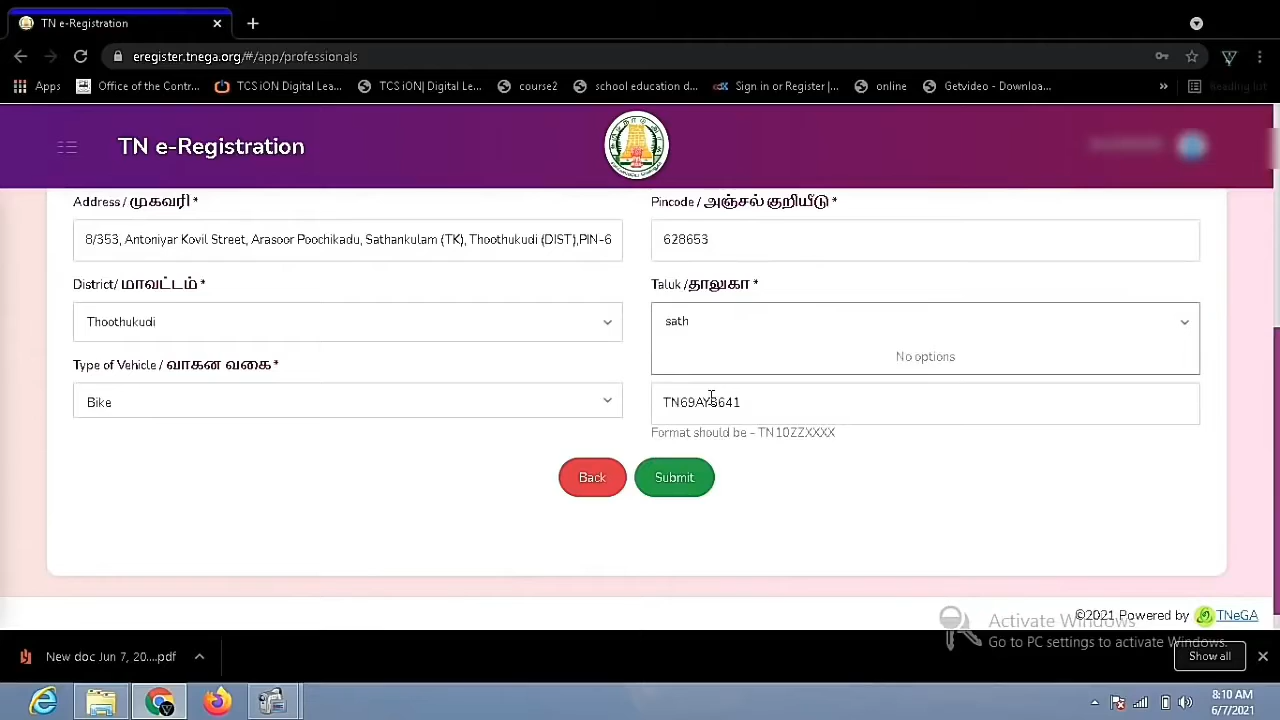 TN e-Registration
eregister.tnega.org/#/app/professionals
Apps Office of the Contr... TCS iON Digital Lea... TCS iON| Digital Le... course2 school education d... Sign in or Register |... online Getvideo - Downloa... » Reading list
TN e-Registration
Address / முகவரி *
Pincode / அஞ்சல் குறியீடு *
8/353, Antoniyar Kovil Street, Arasoor Poochikadu, Sathankulam (TK), Thoothukudi (DIST),PIN-6
628653
District/ மாவட்டம் *
Taluk /தாலுகா *
Thoothukudi
sath
No options
Type of Vehicle / வாகன வகை *
Bike
Format should be - TN10ZZXXXX
Back Submit
©2021 Powered by TNeGA
Activate Windows
Go to PC settings to activate Windows.
New doc Jun 7, 20....pdf
Show all
8:10 AM
6/7/2021